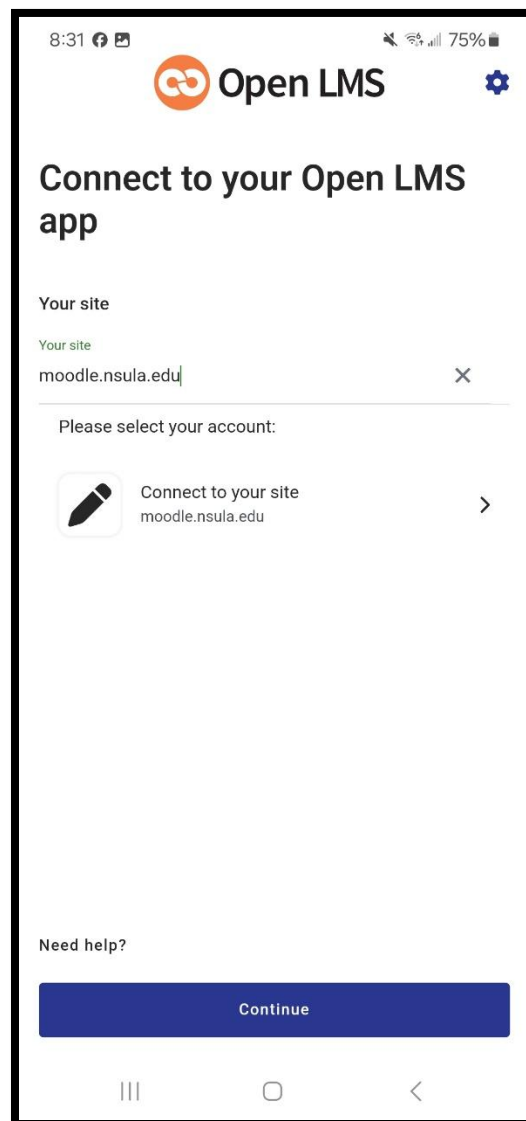 8:31 75%
Open LMS
Connect to your Open LMS
app
Your site
Your site
moodle.nsula.edu
Please select your account:
Connect to your site
moodle.nsula.edu
Need help?
Continue